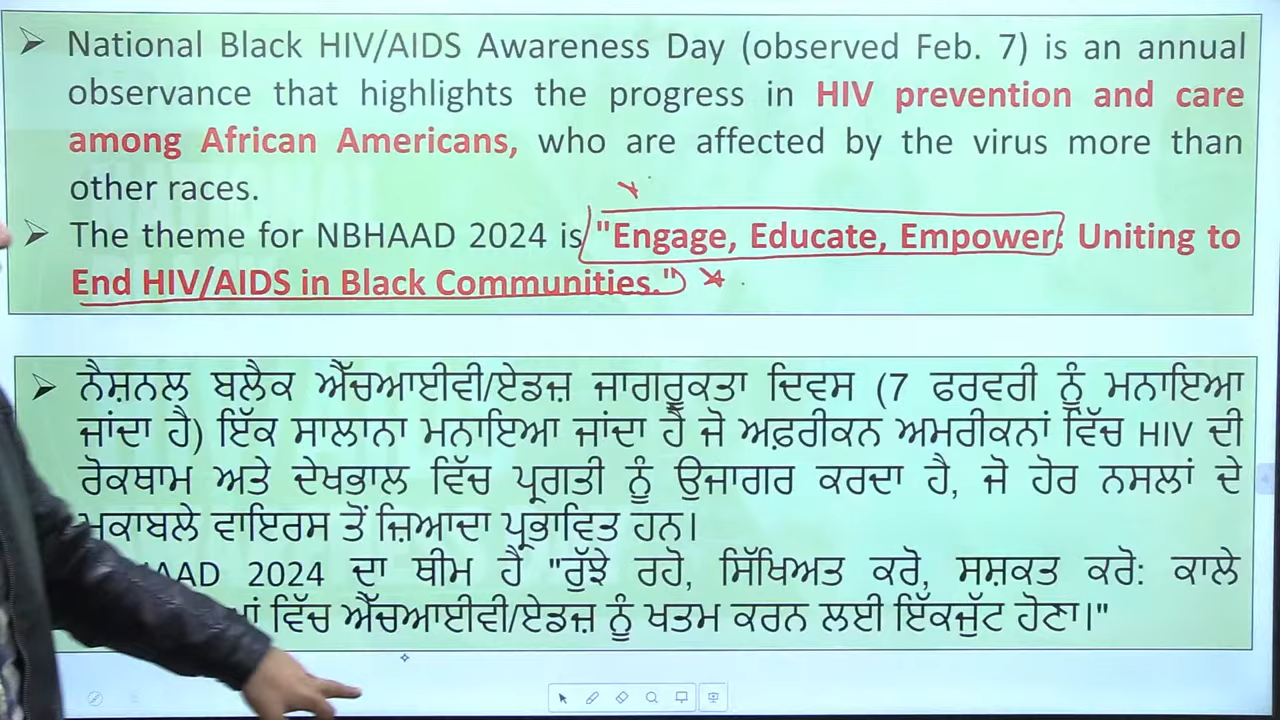 National Black HIV/AIDS Awareness Day (observed Feb. 7) is an annual
observance that highlights the progress in HIV prevention and care
among African Americans, who are affected by the virus more than
other races.
The theme for NBHAAD 2024 is "Engage, Educate, Empower: Uniting to
End HIV/AIDS in Black Communities."
ਨੈਸ਼ਨਲ ਬਲੈਕ ਐੱਚਆਈਵੀ/ਏਡਜ਼ ਜਾਗਰੂਕਤਾ ਦਿਵਸ (7 ਫਰਵਰੀ ਨੂੰ ਮਨਾਇਆ
ਜਾਂਦਾ ਹੈ) ਇੱਕ ਸਾਲਾਨਾ ਮਨਾਇਆ ਜਾਂਦਾ ਹੈ ਜੋ ਅਫ਼ਰੀਕਨ ਅਮਰੀਕਨਾਂ ਵਿੱਚ HIV ਦੀ
ਰੋਕਥਾਮ ਅਤੇ ਦੇਖਭਾਲ ਵਿੱਚ ਪ੍ਰਗਤੀ ਨੂੰ ਉਜਾਗਰ ਕਰਦਾ ਹੈ, ਜੋ ਹੋਰ ਨਸਲਾਂ ਦੇ
ਮੁਕਾਬਲੇ ਵਾਇਰਸ ਤੋਂ ਜ਼ਿਆਦਾ ਪ੍ਰਭਾਵਿਤ ਹਨ।
2024 ਦਾ ਥੀਮ ਹੈ "ਰੁੱਝੇ ਰਹੋ, ਸਿੱਖਿਅਤ ਕਰੋ, ਸਸ਼ਕਤ ਕਰੋ: ਕਾਲੇ
ਵਿੱਚ ਐੱਚਆਈਵੀ/ਏਡਜ਼ ਨੂੰ ਖਤਮ ਕਰਨ ਲਈ ਇੱਕਜੁੱਟ ਹੋਣਾ।"